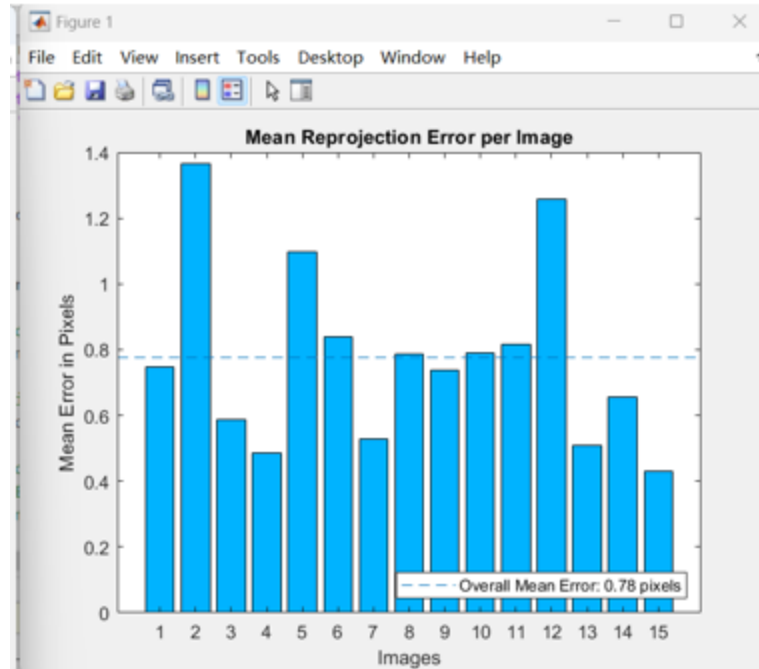 Figure 1
File Edit View Insert Tools Desktop Window Help
Mean Reprojection Error per Image
1.4
1.2
1
0.8
0.6
0.4
0.2
0
Mean Error in Pixels
Overall Mean Error: 0.78 pixels
1 2 3 4 5 6 7 8 9 10 11 12 13 14 15
Images